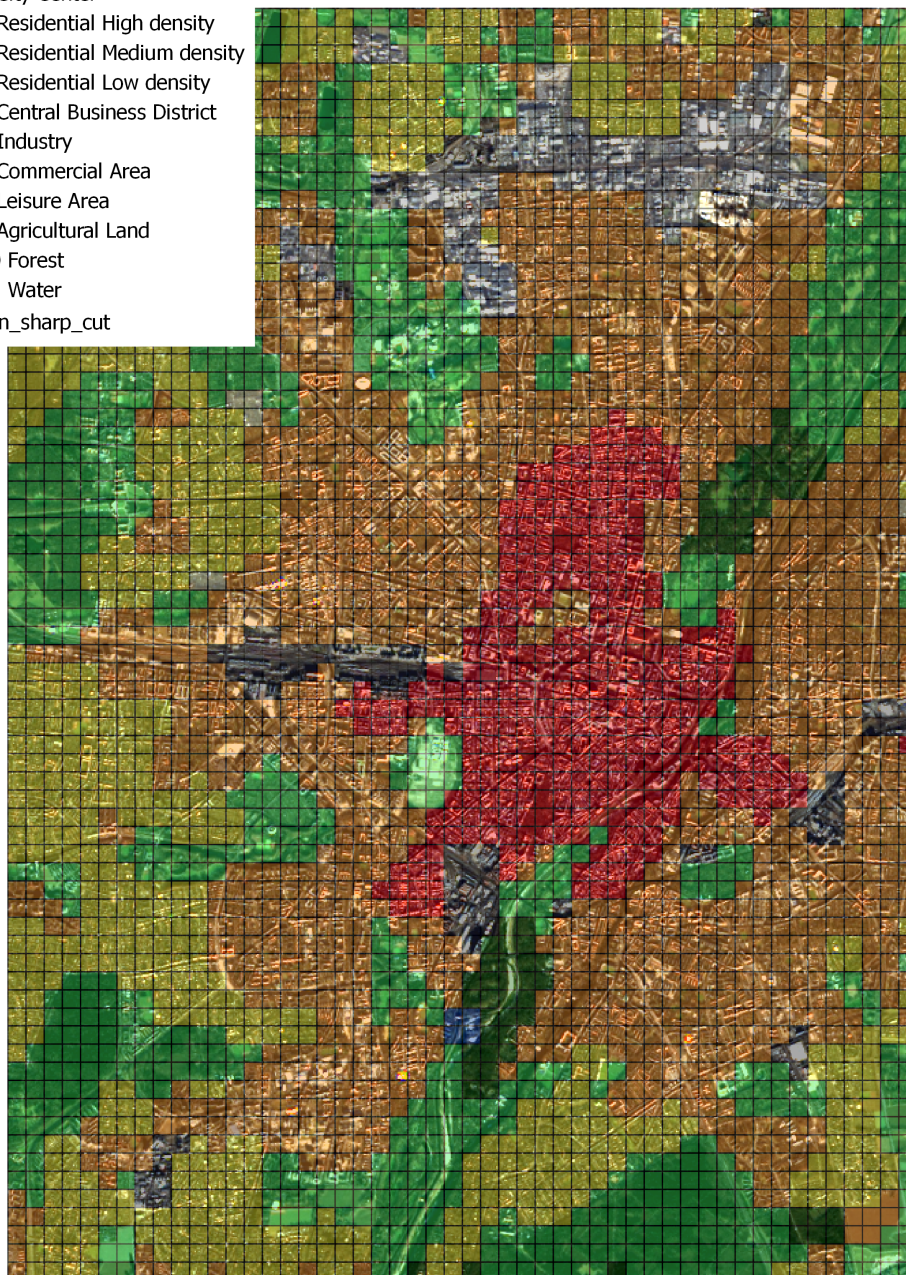 Residential High density
Residential Medium density
Residential Low density
Central Business District
Industry
Commercial Area
Leisure Area
Agricultural Land
Forest
Water
n_sharp_cut